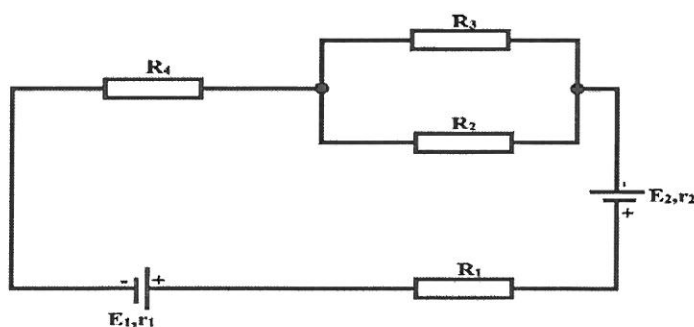 R₃
R₄
R₂
-
E₂,r₂
+
R₁
- +
E₁,r₁